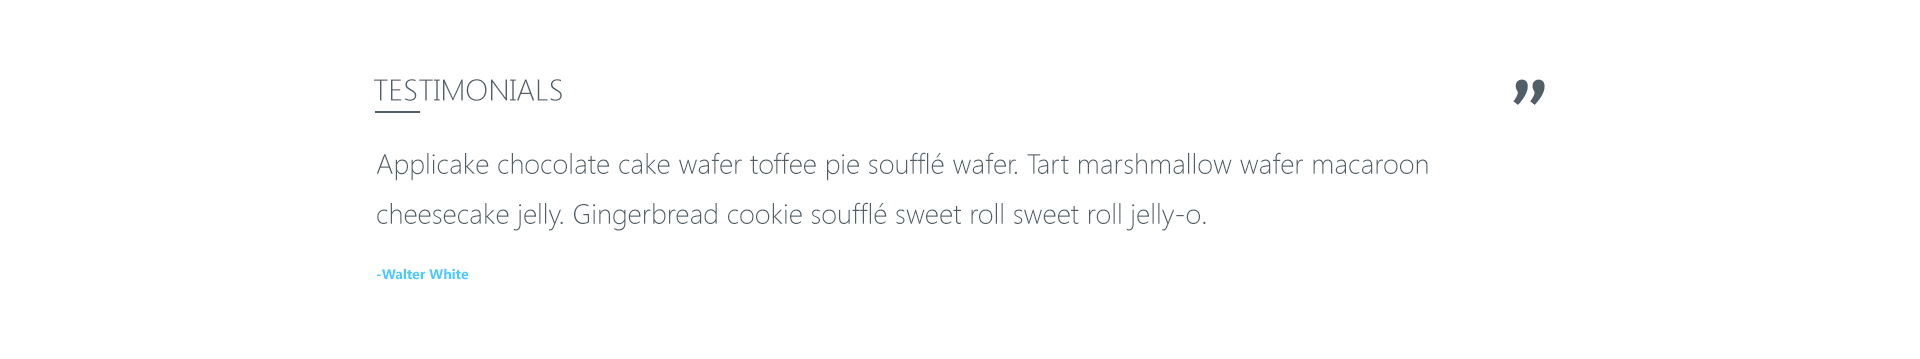 TESTIMONIALS
”
Applicake chocolate cake wafer toffee pie soufflé wafer. Tart marshmallow wafer macaroon
cheesecake jelly. Gingerbread cookie soufflé sweet roll sweet roll jelly-o.
-Walter White